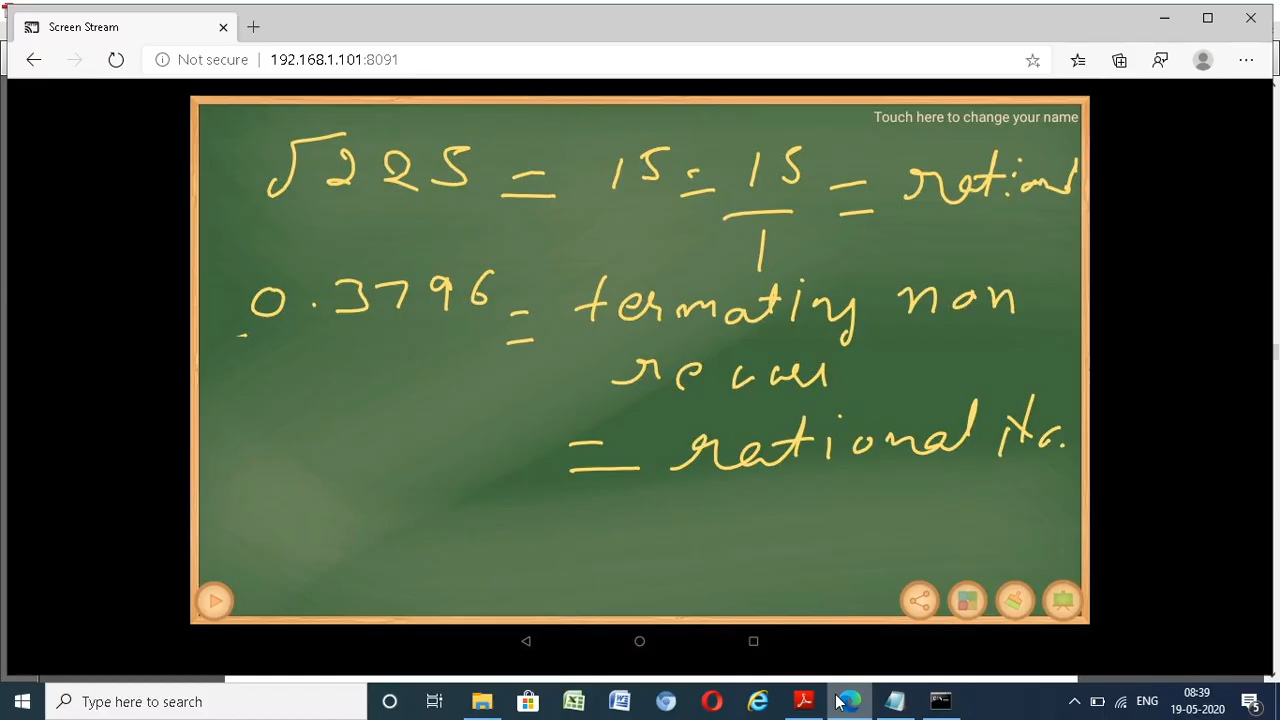 Screen Stream
Not secure
192.168.1.101:8091
Touch here to change your name
√225 = 15 = 15/1 = rational
0.3796 = termating non
= rational No.
Type here to search
ENG
08:39
19-05-2020
5